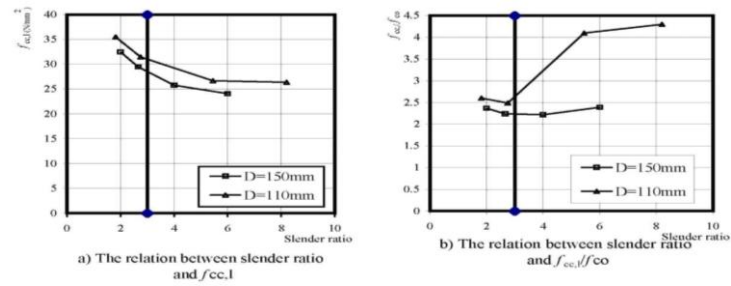 f cc,l (N/mm²
40
35
30
25
20
15
10
5
0
0 2 4 6 8 10
D=150mm
D=110mm
Slender ratio
a) The relation between slender ratio
and fcc,l
4.5
4
3.5
3
2.5
2
1.5
1
0.5
0
0 2 4 6 8 10
D=150mm
D=110mm
Slender ratio
b) The relation between slender ratio
and fcc,l/fco